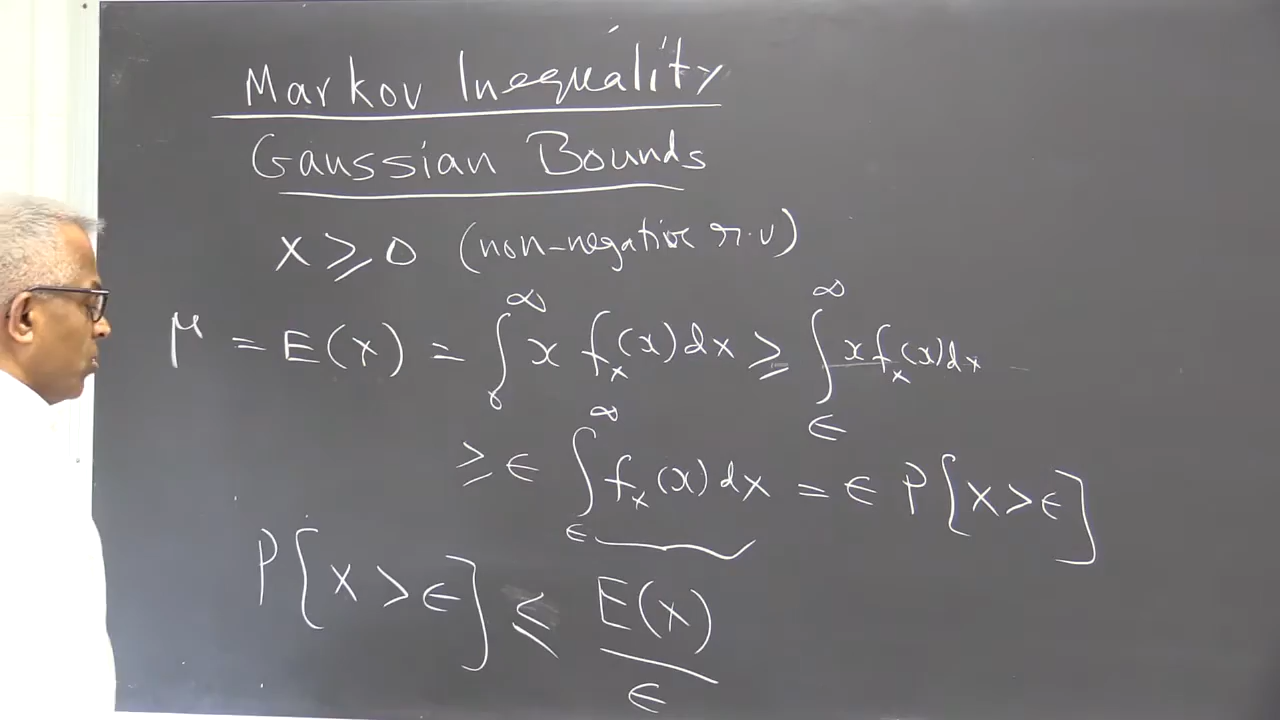 Markov Inequality
Gaussian Bounds
X ≥ 0 (non-negative r.v)
μ = E(X) = ∫₀^∞ x fₓ(x) dx ≥ ∫_∈^∞ x fₓ(x) dx
≥ ∈ ∫_∈^∞ fₓ(x) dx = ∈ P[X > ∈]
P[X > ∈] ≤ E(X) / ∈